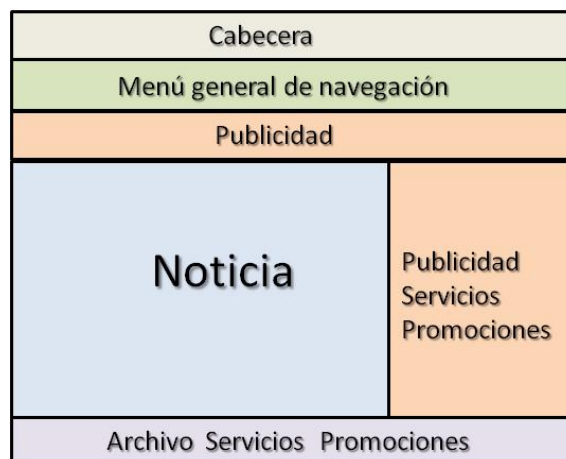 Cabecera
Menú general de navegación
Publicidad
Noticia
Publicidad
Servicios
Promociones
Archivo Servicios Promociones